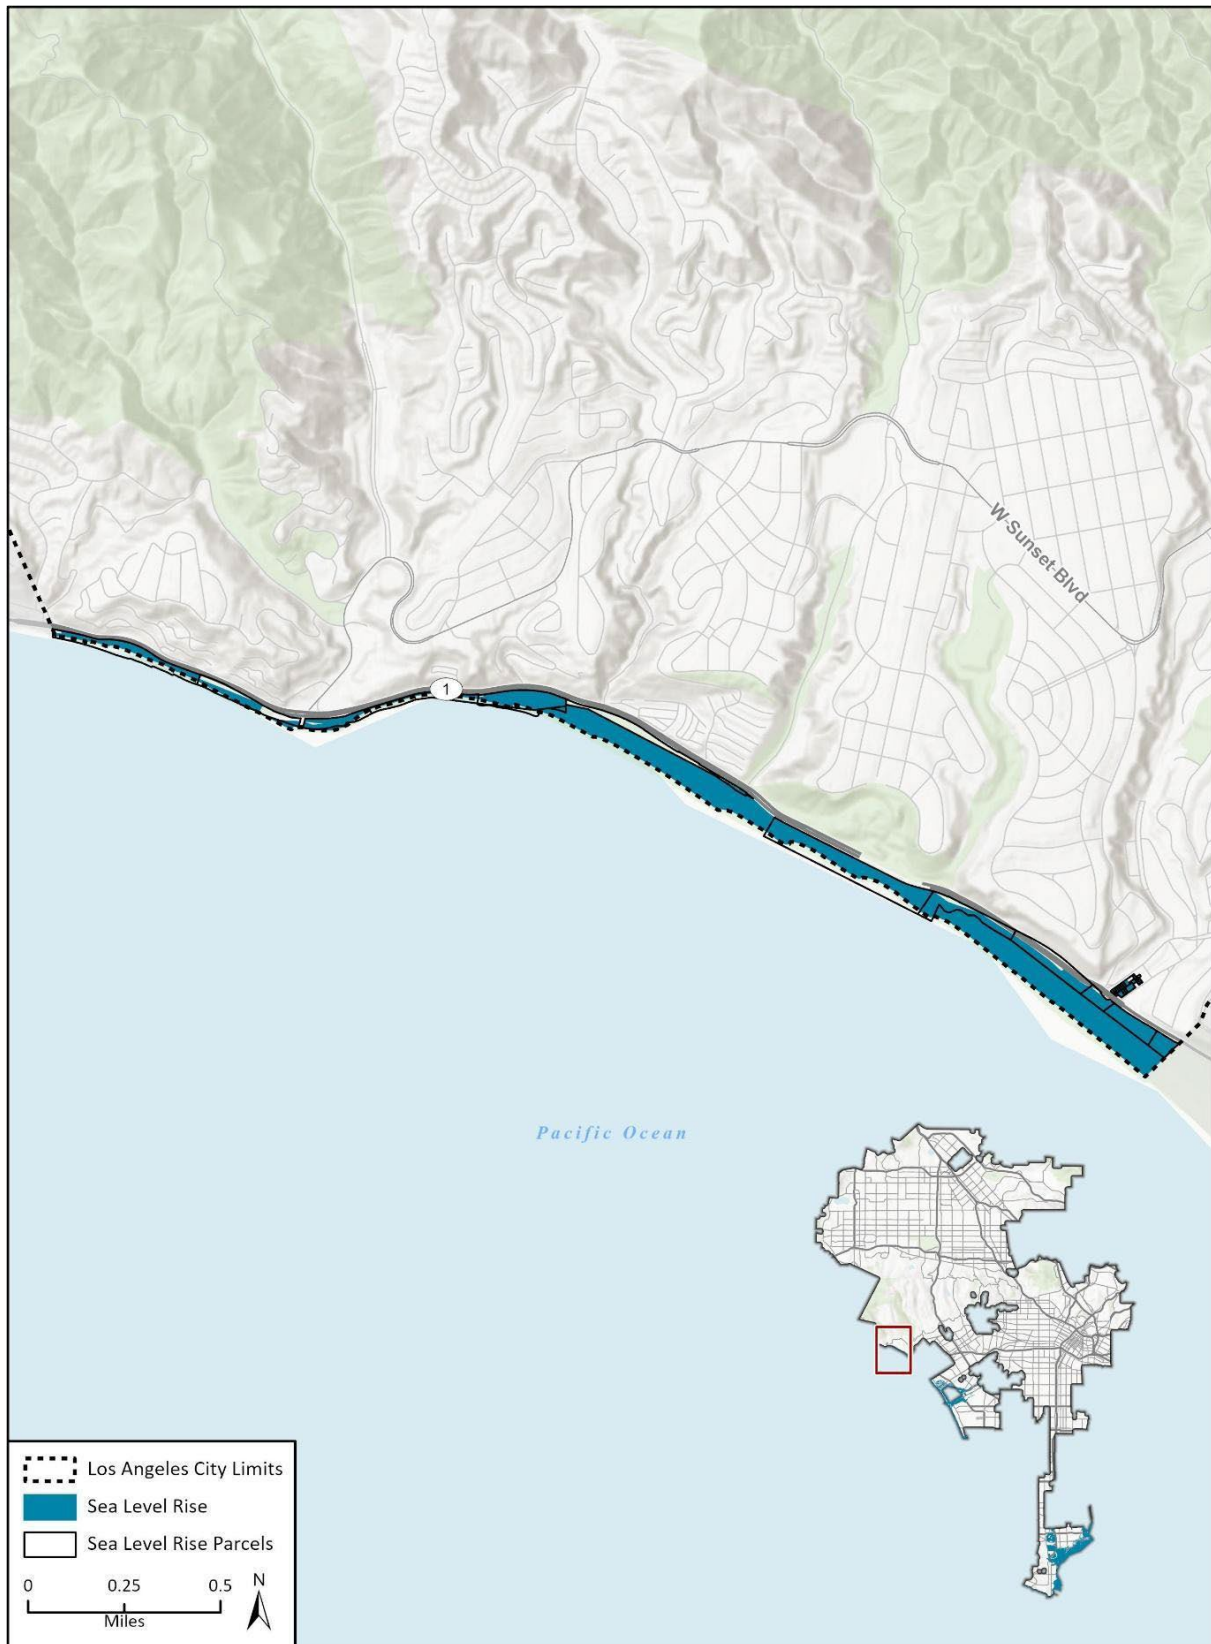 W-Sunset-Blvd
1
Pacific Ocean
Los Angeles City Limits
Sea Level Rise
Sea Level Rise Parcels
0 0.25 0.5
Miles
N